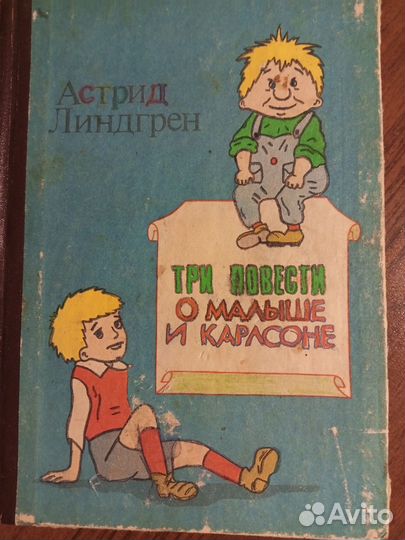 Астрид
Линдгрен
ТРИ ПОВЕСТИ
О МАЛЫШЕ
И КАРЛСОНЕ
Avito